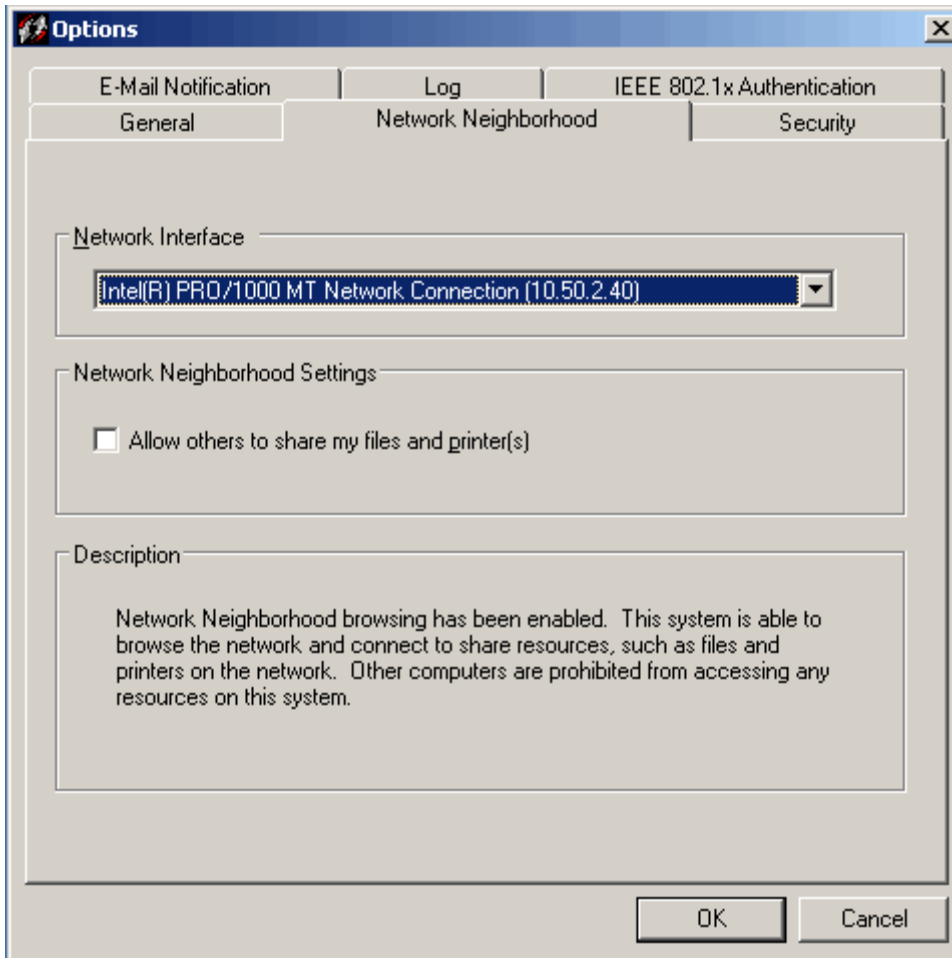 Options
E-Mail Notification
Log
IEEE 802.1x Authentication
General
Network Neighborhood
Security
Network Interface
Intel(R) PRO/1000 MT Network Connection (10.50.2.40)
Network Neighborhood Settings
Allow others to share my files and printer(s)
Description
Network Neighborhood browsing has been enabled. This system is able to
browse the network and connect to share resources, such as files and
printers on the network. Other computers are prohibited from accessing any
resources on this system.
OK
Cancel